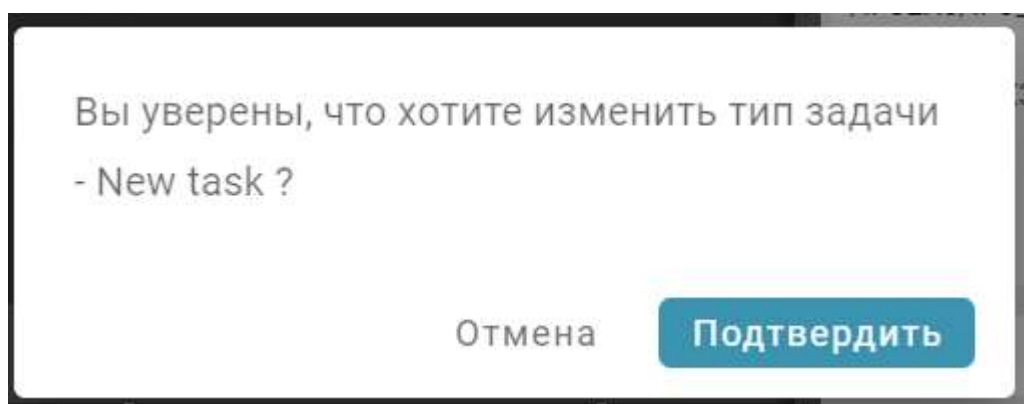 Вы уверены, что хотите изменить тип задачи
- New task ?
Отмена
Подтвердить